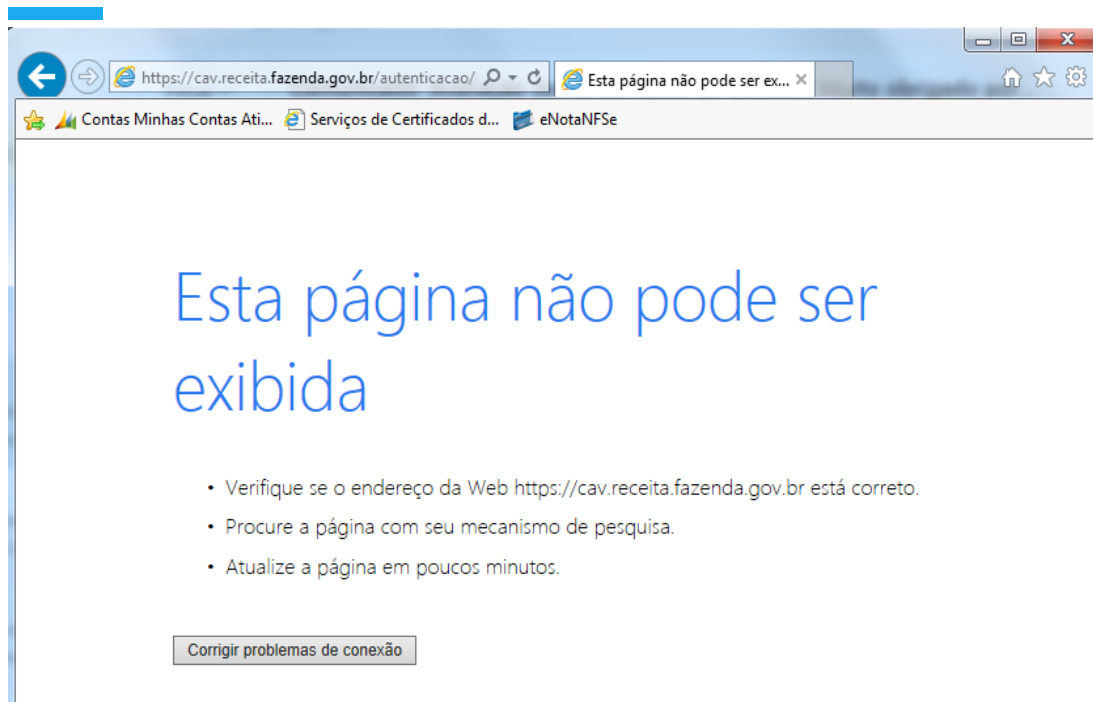 https://cav.receita.fazenda.gov.br/autenticacao/
Esta página não pode ser ex...
Contas Minhas Contas Ati...
Serviços de Certificados d...
eNotaNFSe
Esta página não pode ser
exibida
• Verifique se o endereço da Web https://cav.receita.fazenda.gov.br está correto.
• Procure a página com seu mecanismo de pesquisa.
• Atualize a página em poucos minutos.
Corrigir problemas de conexão